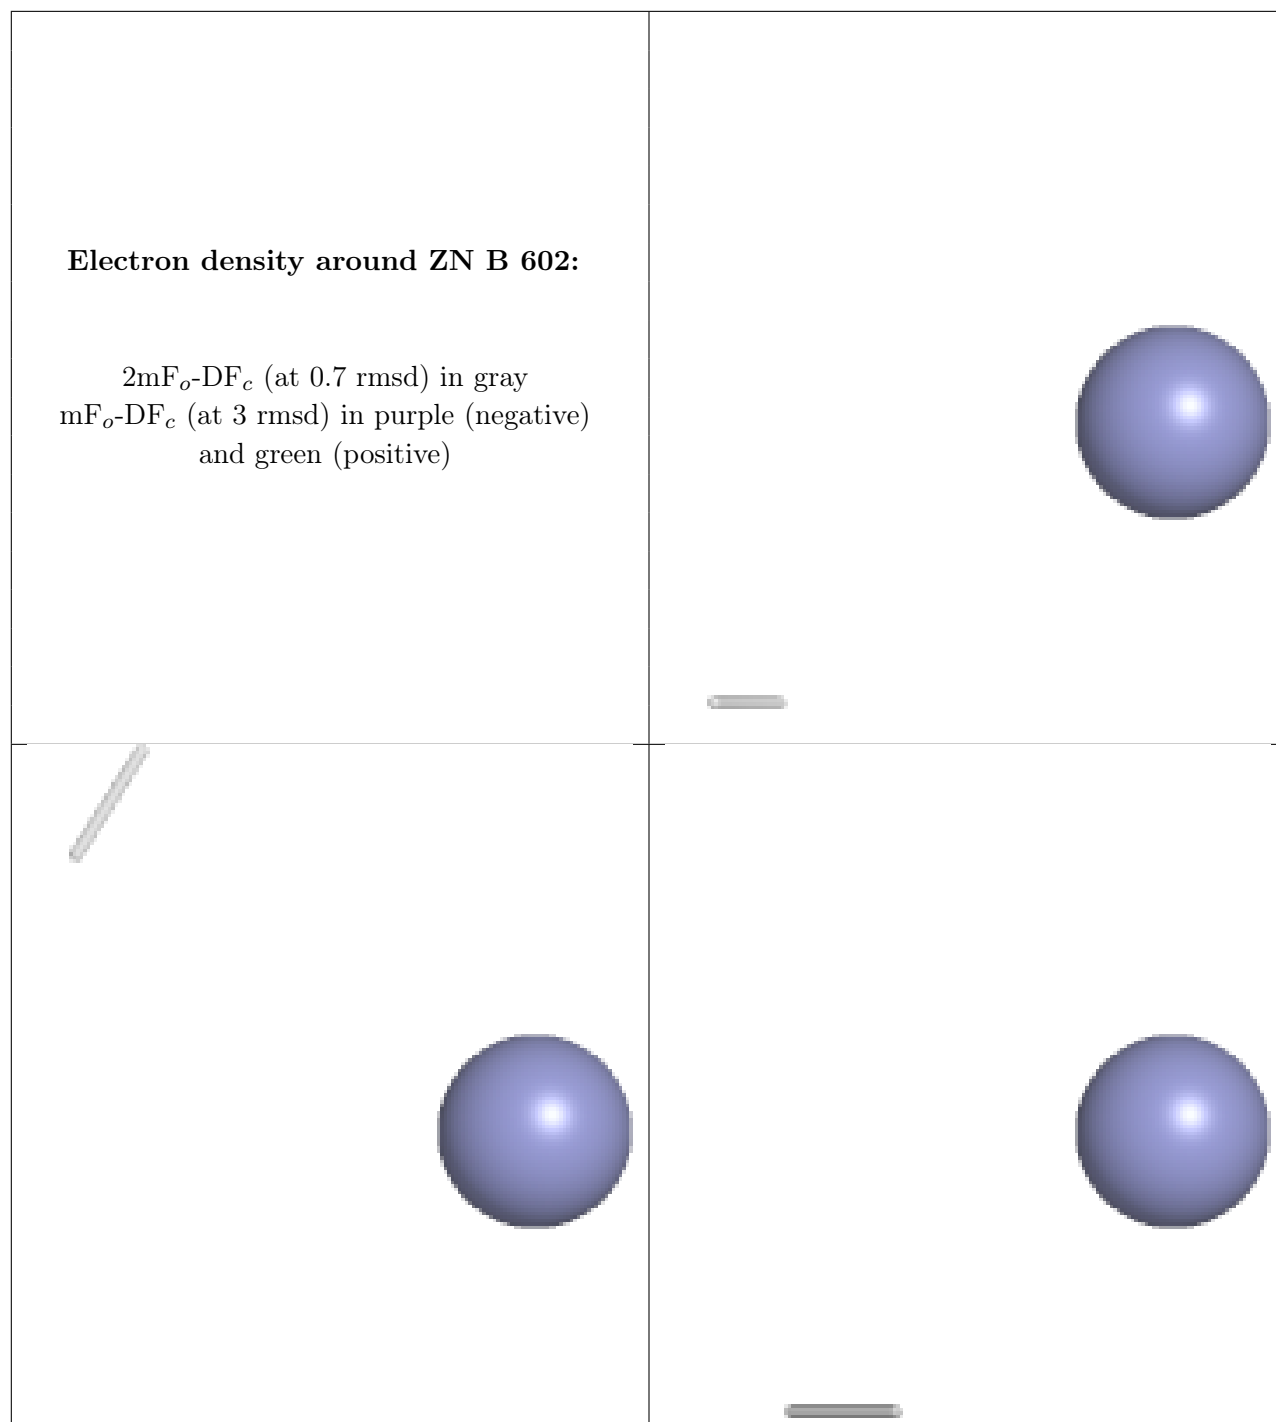 Electron density around ZN B 602:
2mFo-DFc (at 0.7 rmsd) in gray
mFo-DFc (at 3 rmsd) in purple (negative)
and green (positive)